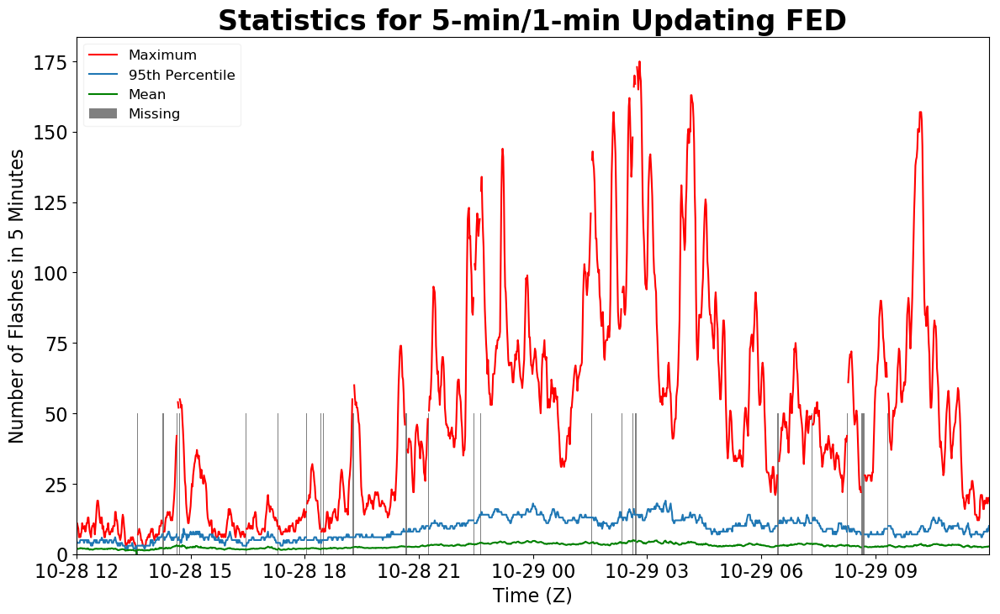 Statistics for 5-min/1-min Updating FED
Number of Flashes in 5 Minutes
175
150
125
100
75
50
25
0
Maximum
95th Percentile
Mean
Missing
10-28 12
10-28 15
10-28 18
10-28 21
10-29 00
10-29 03
10-29 06
10-29 09
Time (Z)